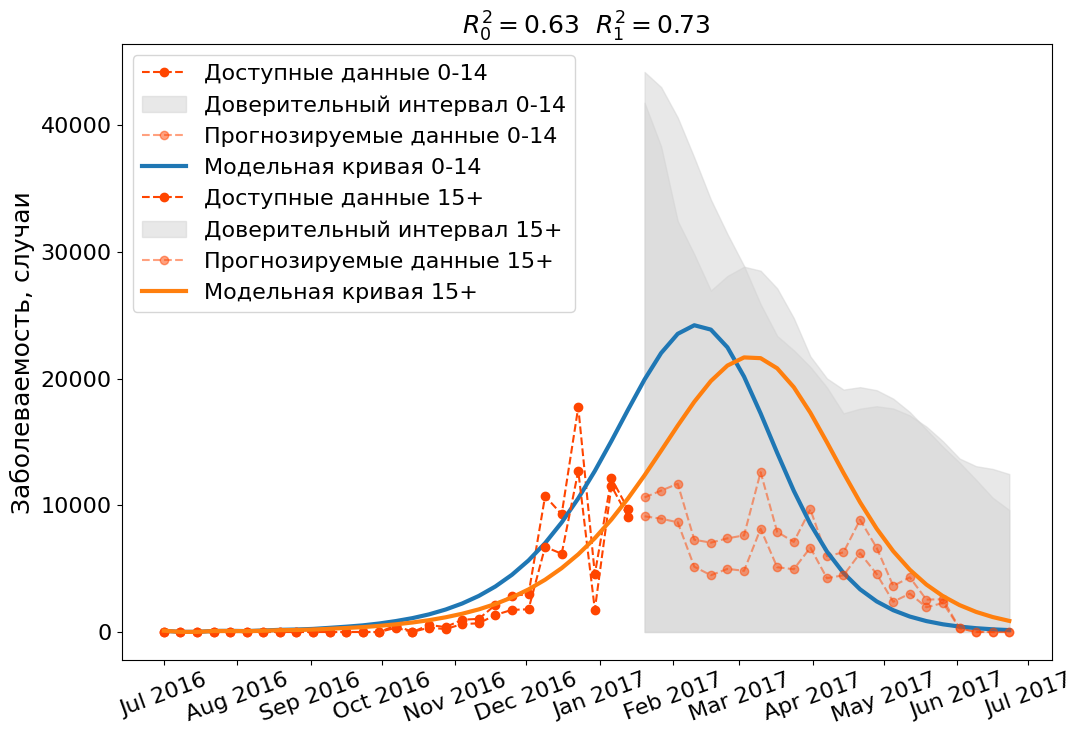 $R_0^2 = 0.63$ $R_1^2 = 0.73$
Заболеваемость, случаи
40000
30000
20000
10000
0
Доступные данные 0-14
Доверительный интервал 0-14
Прогнозируемые данные 0-14
Модельная кривая 0-14
Доступные данные 15+
Доверительный интервал 15+
Прогнозируемые данные 15+
Модельная кривая 15+
Jul 2016
Aug 2016
Sep 2016
Oct 2016
Nov 2016
Dec 2016
Jan 2017
Feb 2017
Mar 2017
Apr 2017
May 2017
Jun 2017
Jul 2017